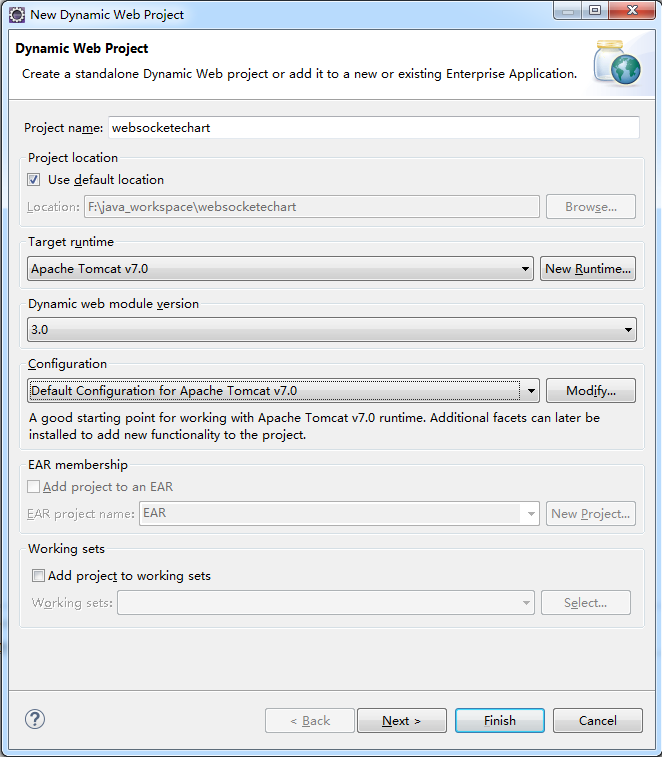 New Dynamic Web Project
Dynamic Web Project
Create a standalone Dynamic Web project or add it to a new or existing Enterprise Application.
Project name: websocketechart
Project location
Use default location
Location: F:\java_workspace\websocketechart Browse...
Target runtime
Apache Tomcat v7.0 New Runtime...
Dynamic web module version
3.0
Configuration
Default Configuration for Apache Tomcat v7.0 Modify...
A good starting point for working with Apache Tomcat v7.0 runtime. Additional facets can later be
installed to add new functionality to the project.
EAR membership
Add project to an EAR
EAR project name: EAR New Project...
Working sets
Add project to working sets
Working sets: Select...
? < Back Next > Finish Cancel